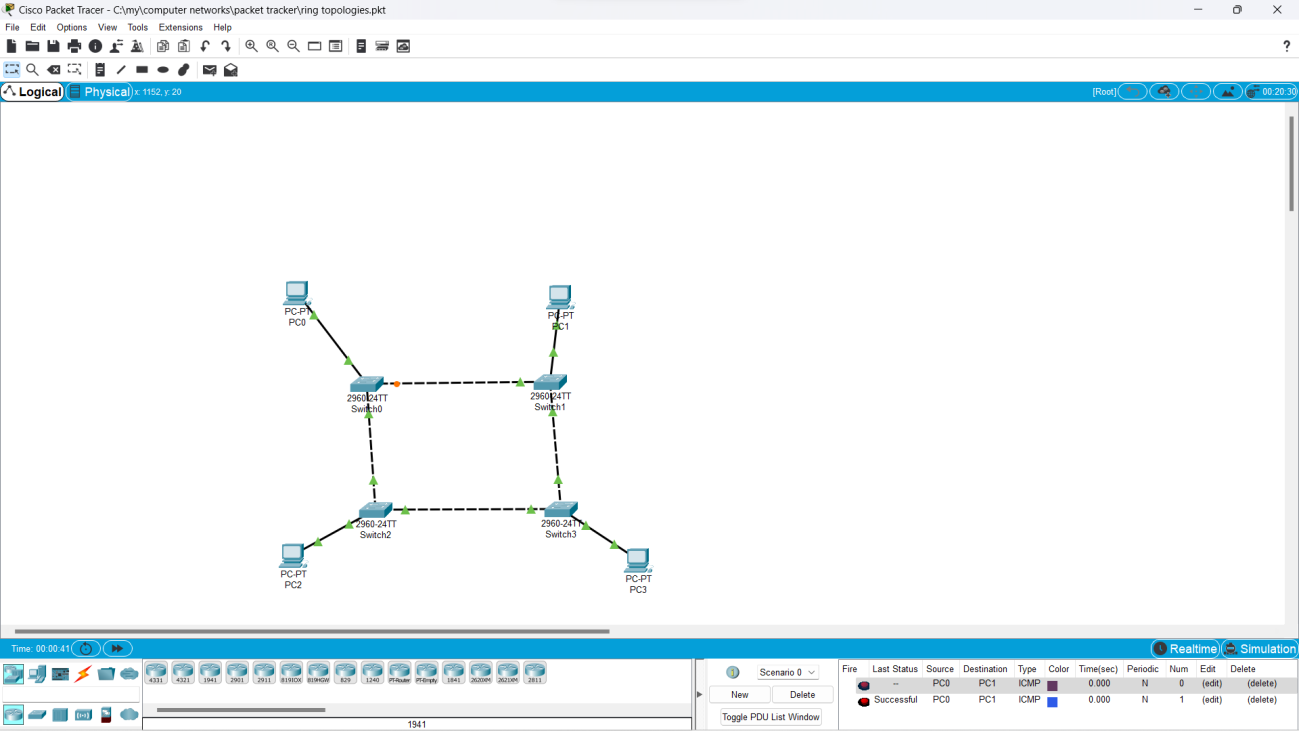 Cisco Packet Tracer - C:\my\computer networks\packet tracker\ring topologies.pkt
File Edit Options View Tools Extensions Help
?
Logical Physical x: 1152, y: 20 [Root] 00:20:30
PC-PT
PC0
PC-PT
PC1
2960-24TT
Switch0
2960-24TT
Switch1
2960-24TT
Switch2
2960-24TT
Switch3
PC-PT
PC2
PC-PT
PC3
Time: 00:00:41 Realtime Simulation
4331 4321 1941 2901 2911 819IOX 819HGW 829 1240 PT-Router PT-Empty 1841 2620XM 2621XM 2811
1941
Scenario 0
New Delete
Toggle PDU List Window
Fire Last Status Source Destination Type Color Time(sec) Periodic Num Edit Delete
-- PC0 PC1 ICMP 0.000 N 0 (edit) (delete)
Successful PC0 PC1 ICMP 0.000 N 1 (edit) (delete)